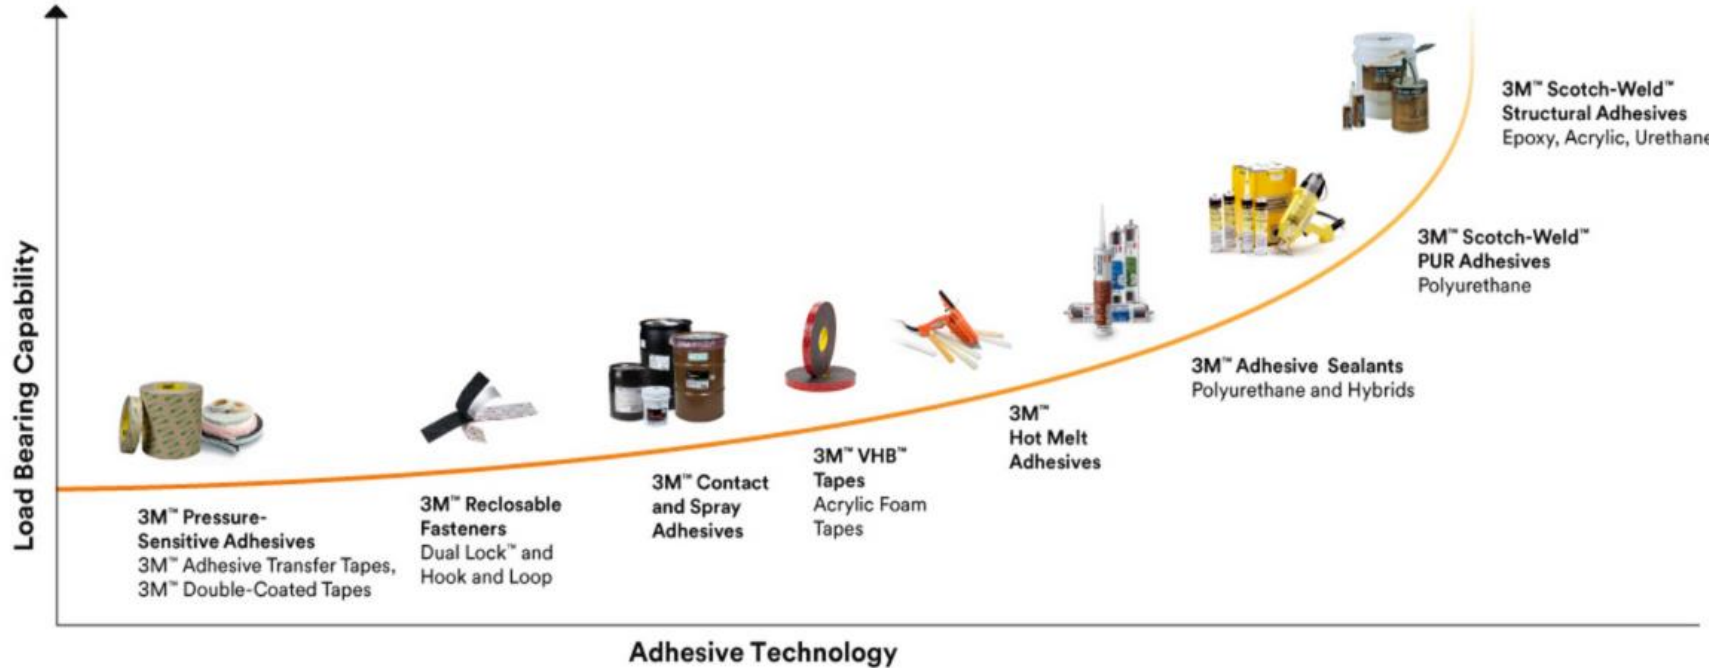 Load Bearing Capability
3M™ Pressure-
Sensitive Adhesives
3M™ Adhesive Transfer Tapes,
3M™ Double-Coated Tapes
3M™ Reclosable
Fasteners
Dual Lock™ and
Hook and Loop
3M™ Contact
and Spray
Adhesives
3M™ VHB™
Tapes
Acrylic Foam
Tapes
3M™
Hot Melt
Adhesives
3M™ Adhesive Sealants
Polyurethane and Hybrids
3M™ Scotch-Weld™
PUR Adhesives
Polyurethane
3M™ Scotch-Weld™
Structural Adhesives
Epoxy, Acrylic, Urethane
Adhesive Technology